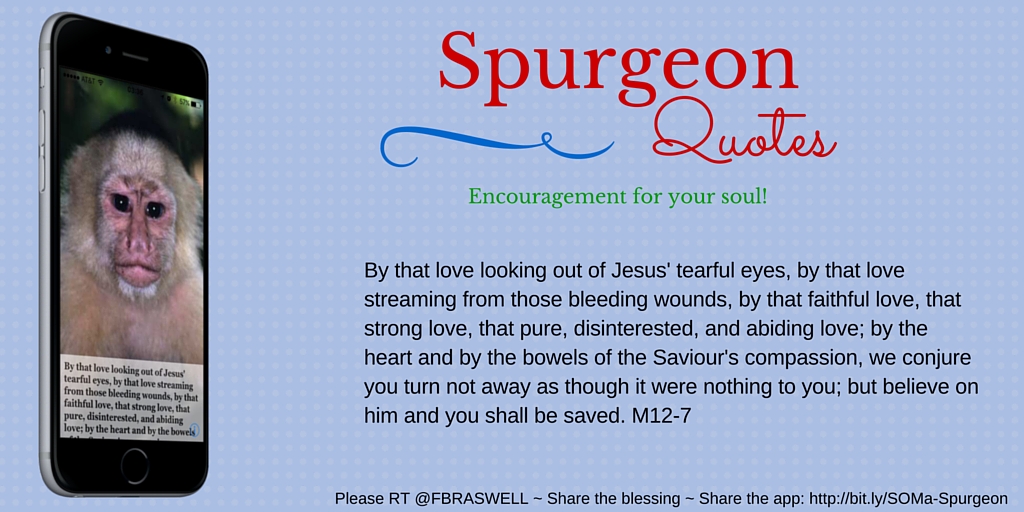 AT&T
67%
By that love looking out of Jesus'
tearful eyes, by that love streaming
from those bleeding wounds, by that
faithful love, that strong love, that
pure, disinterested, and abiding
love; by the heart and by the bowels
Spurgeon
Quotes
Encouragement for your soul!
By that love looking out of Jesus' tearful eyes, by that love
streaming from those bleeding wounds, by that faithful love, that
strong love, that pure, disinterested, and abiding love; by the
heart and by the bowels of the Saviour's compassion, we conjure
you turn not away as though it were nothing to you; but believe on
him and you shall be saved. M12-7
Please RT @FBRASWELL ~ Share the blessing ~ Share the app: http://bit.ly/SOMa-Spurgeon